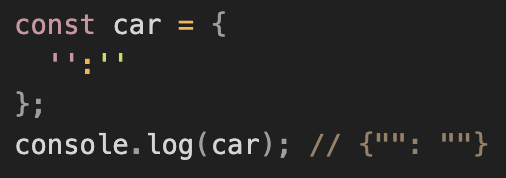 const car = {
  '':''
};
console.log(car); // {"": ""}